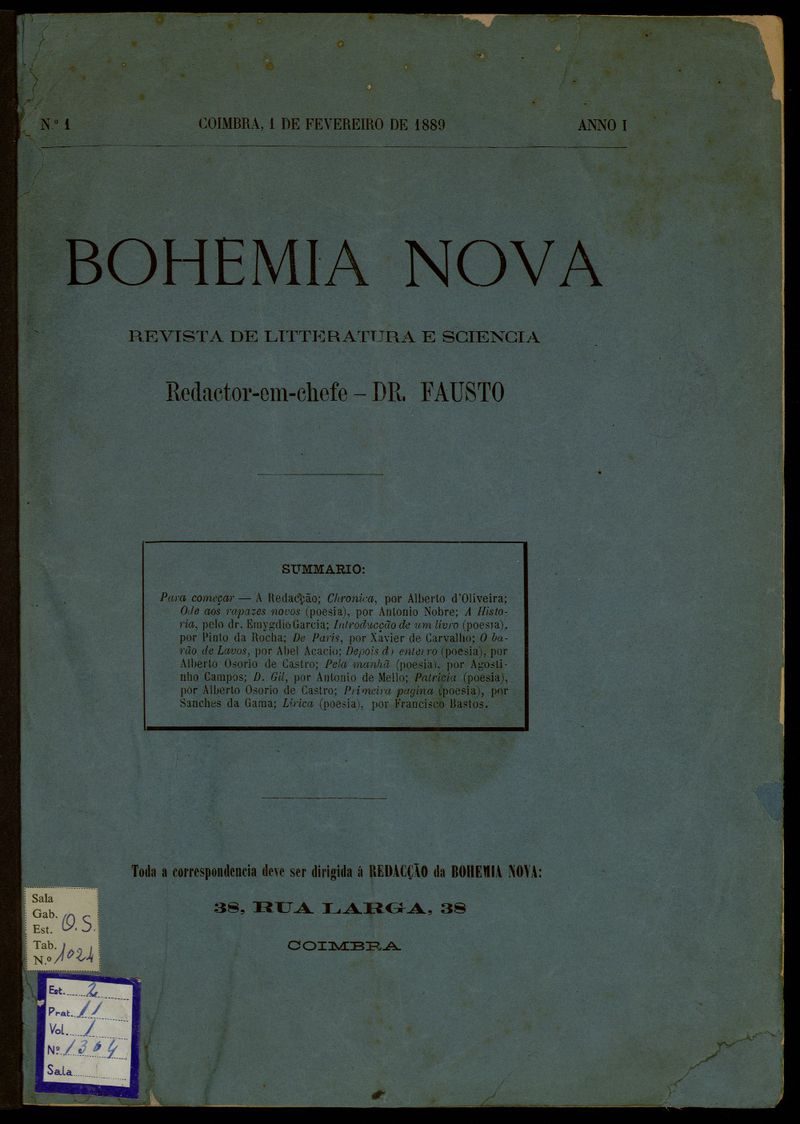 N.º 1 COIMBRA, 1 DE FEVEREIRO DE 1889 ANNO I
BOHEMIA NOVA
REVISTA DE LITTERATURA E SCIENCIA
Redactor-em-chefe – DR. FAUSTO
SUMMARIO:
Para começar — A Redacção; Chronica, por Alberto d'Oliveira;
Ode aos rapazes novos (poesia), por Antonio Nobre; A Histo-
ria, pelo dr. Emygdio Garcia; Introducção de um livro (poesia),
por Pinto da Rocha; De Paris, por Xavier de Carvalho; O ba-
rão de Lavos, por Abel Acacio; Depois do enterro (poesia), por
Alberto Osorio de Castro; Pela manhã (poesia), por Agosti-
nho Campos; D. Gil, por Antonio de Mello; Patricia (poesia),
por Alberto Osorio de Castro; Primeira pagina (poesia), por
Sanches da Gama; Lirica (poesia), por Francisco Bastos.
Toda a correspondencia deve ser dirigida á REDACÇÃO da BOHEMIA NOVA:
38, RUA LARGA, 38
COIMBRA
Sala
Gab. O.S.
Est.
Tab. 1024
N.º
Est. 2
Prat. 11
Vol. 1
Nº 1304
Sala